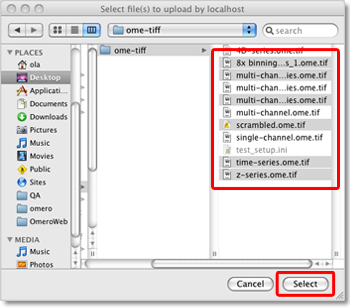 Select file(s) to upload by localhost
ome-tiff
search
PLACES
ola
Desktop
Applicati...
Documents
Downloads
Pictures
Music
Movies
Public
Sites
QA
omero
OmeroWeb
MEDIA
Music
Photos
ome-tiff
4D-series.ome.tif
8x binning...s_1.ome.tif
multi-chan...ies.ome.tif
multi-chan...ies.ome.tif
multi-chan...ies.ome.tif
multi-channel.ome.tif
scrambled.ome.tif
single-channel.ome.tif
test_setup.ini
time-series.ome.tif
z-series.ome.tif
Cancel
Select